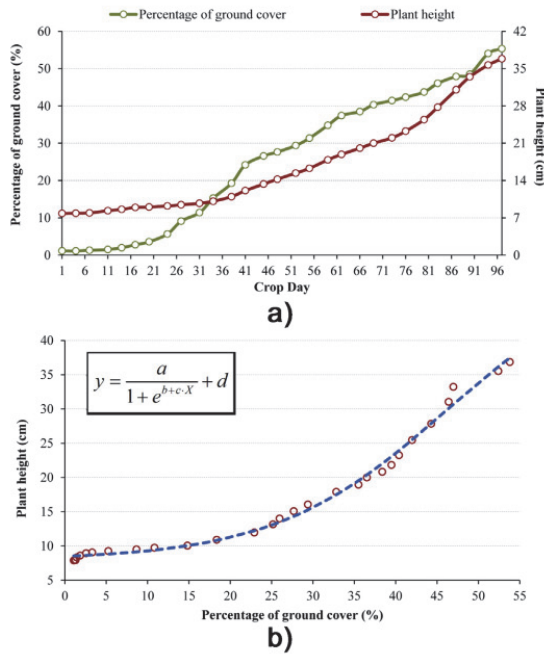 Percentage of ground cover Plant height
Percentage of ground cover (%)
60
50
40
30
20
10
0
42
35
28
21
14
7
0
Plant height (cm)
1 6 11 16 21 26 31 36 41 46 51 56 61 66 71 76 81 86 91 96
Crop Day
a)
Plant height (cm)
40
35
30
25
20
15
10
5
y = a / (1 + e^(b+c·X)) + d
0 5 10 15 20 25 30 35 40 45 50 55
Percentage of ground cover (%)
b)